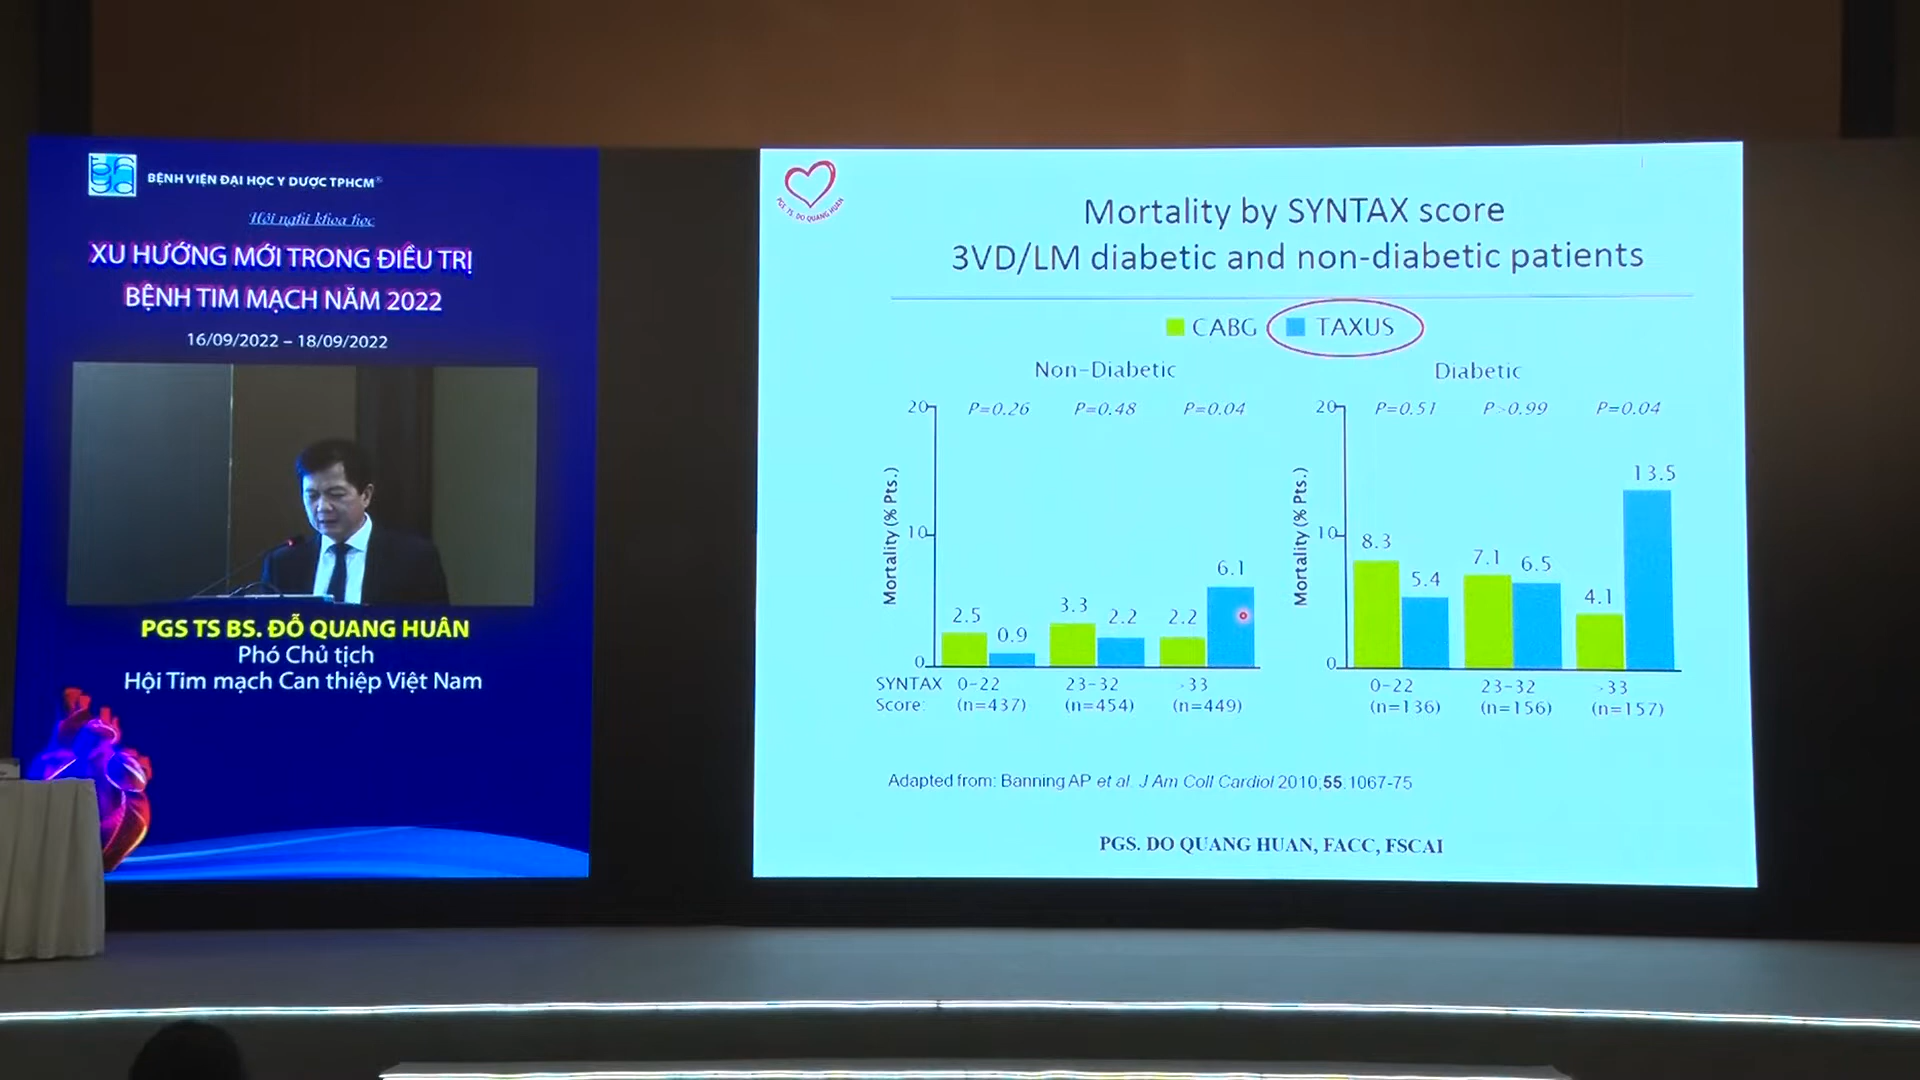 BỆNH VIỆN ĐẠI HỌC Y DƯỢC TPHCM®
Hội nghị khoa học
XU HƯỚNG MỚI TRONG ĐIỀU TRỊ
BỆNH TIM MẠCH NĂM 2022
16/09/2022 – 18/09/2022
PGS TS BS. ĐỖ QUANG HUÂN
Phó Chủ tịch
Hội Tim mạch Can thiệp Việt Nam
PGS. TS. DO QUANG HUÂN
Mortality by SYNTAX score
3VD/LM diabetic and non-diabetic patients
CABG TAXUS
Non-Diabetic
P=0.26 P=0.48 P=0.04
Mortality (% Pts.)
20
10
0
2.5 0.9 3.3 2.2 2.2 6.1
SYNTAX 0-22 23-32 33
Score: (n=437) (n=454) (n=449)
Diabetic
P=0.51 P>0.99 P=0.04
Mortality (% Pts.)
20
10
0
8.3 5.4 7.1 6.5 4.1 13.5
0-22 23-32 33
(n=136) (n=156) (n=157)
Adapted from: Banning AP et al. J Am Coll Cardiol 2010;55:1067-75
PGS. DO QUANG HUAN, FACC, FSCAI